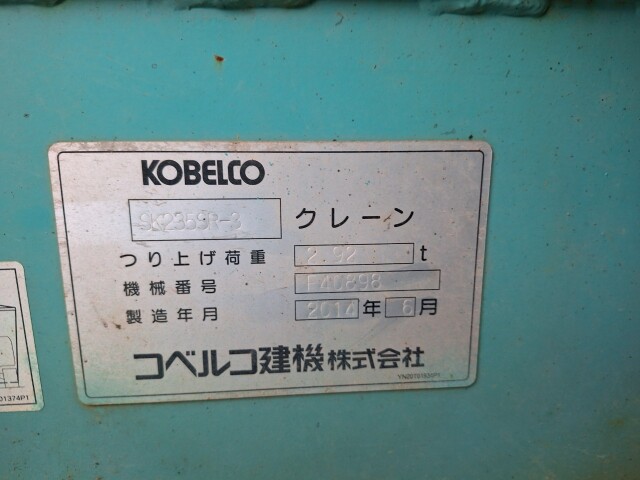 KOBELCO
SK235SR-3 クレーン
つり上げ荷重 2.92 t
機械番号
製造年月 2014 年 6 月
コベルコ建機株式会社
01374P1